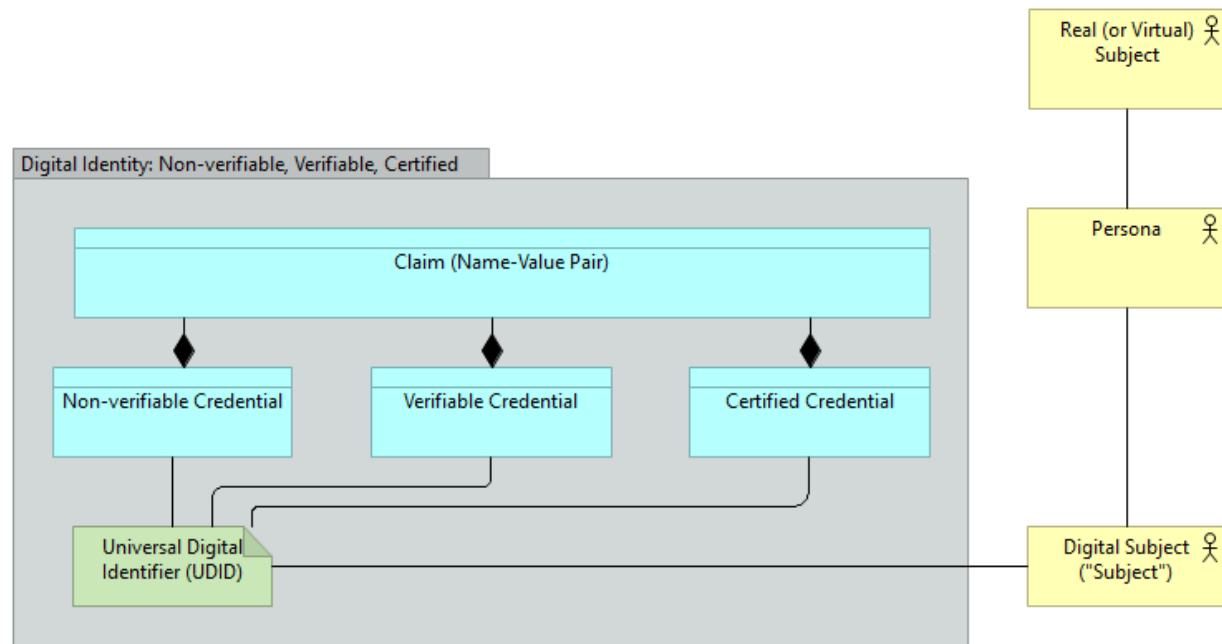 Real (or Virtual)
Subject
Digital Identity: Non-verifiable, Verifiable, Certified
Persona
Claim (Name-Value Pair)
Non-verifiable Credential
Verifiable Credential
Certified Credential
Universal Digital
Identifier (UDID)
Digital Subject
("Subject")